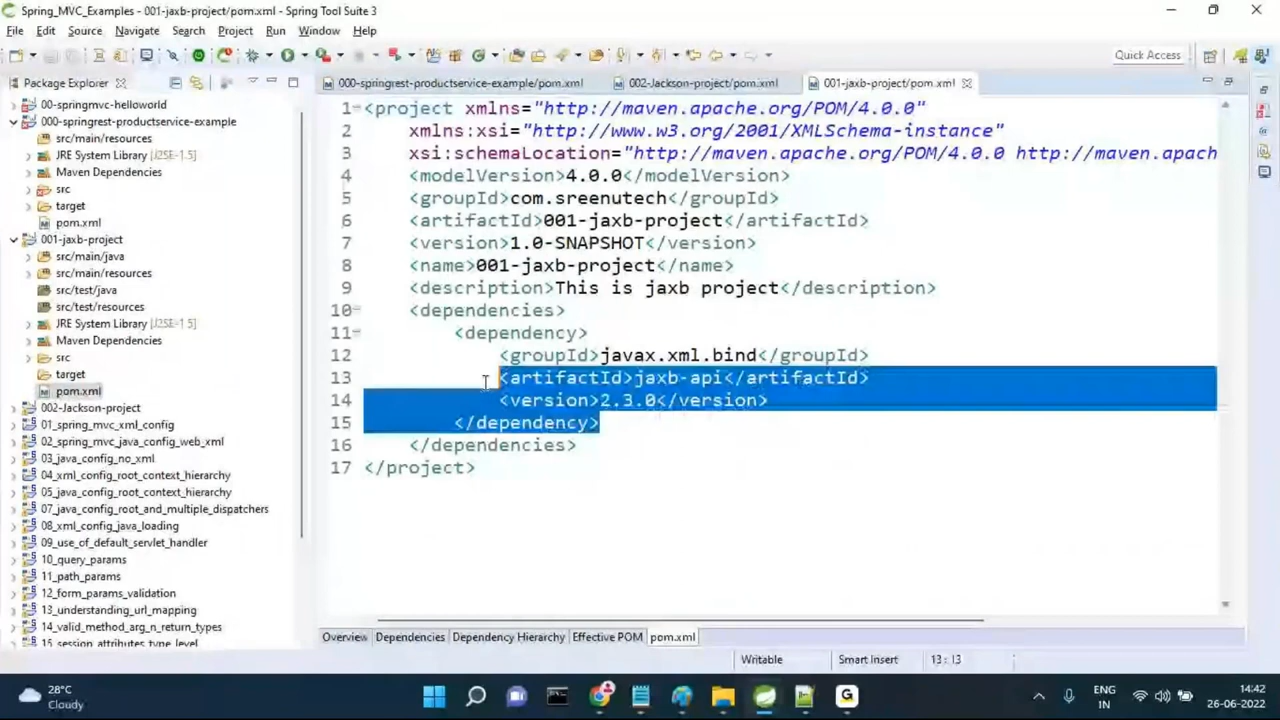 Spring_MVC_Examples - 001-jaxb-project/pom.xml - Spring Tool Suite 3
File Edit Source Navigate Search Project Run Window Help
Quick Access
Package Explorer
00-springmvc-helloworld
000-springrest-productservice-example
src/main/resources
JRE System Library [J2SE-1.5]
Maven Dependencies
src
target
pom.xml
001-jaxb-project
src/main/java
src/main/resources
src/test/java
src/test/resources
JRE System Library [J2SE-1.5]
Maven Dependencies
src
target
pom.xml
002-Jackson-project
01_spring_mvc_xml_config
02_spring_mvc_java_config_web_xml
03_java_config_no_xml
04_xml_config_root_context_hierarchy
05_java_config_root_context_hierarchy
07_java_config_root_and_multiple_dispatchers
08_xml_config_java_loading
09_use_of_default_servlet_handler
10_query_params
11_path_params
12_form_params_validation
13_understanding_url_mapping
14_valid_method_arg_n_return_types
15_session_attributes_type_level
000-springrest-productservice-example/pom.xml 002-Jackson-project/pom.xml 001-jaxb-project/pom.xml
1 <project xmlns="http://maven.apache.org/POM/4.0.0"
2 xmlns:xsi="http://www.w3.org/2001/XMLSchema-instance"
3 xsi:schemaLocation="http://maven.apache.org/POM/4.0.0 http://maven.apach
4 <modelVersion>4.0.0</modelVersion>
5 <groupId>com.sreenutech</groupId>
6 <artifactId>001-jaxb-project</artifactId>
7 <version>1.0-SNAPSHOT</version>
8 <name>001-jaxb-project</name>
9 <description>This is jaxb project</description>
10 <dependencies>
11 <dependency>
12 <groupId>javax.xml.bind</groupId>
13 <artifactId>jaxb-api</artifactId>
14 <version>2.3.0</version>
15 </dependency>
16 </dependencies>
17 </project>
Overview Dependencies Dependency Hierarchy Effective POM pom.xml
Writable Smart Insert 13 : 13
28°C
Cloudy
ENG
IN
14:42
26-06-2022